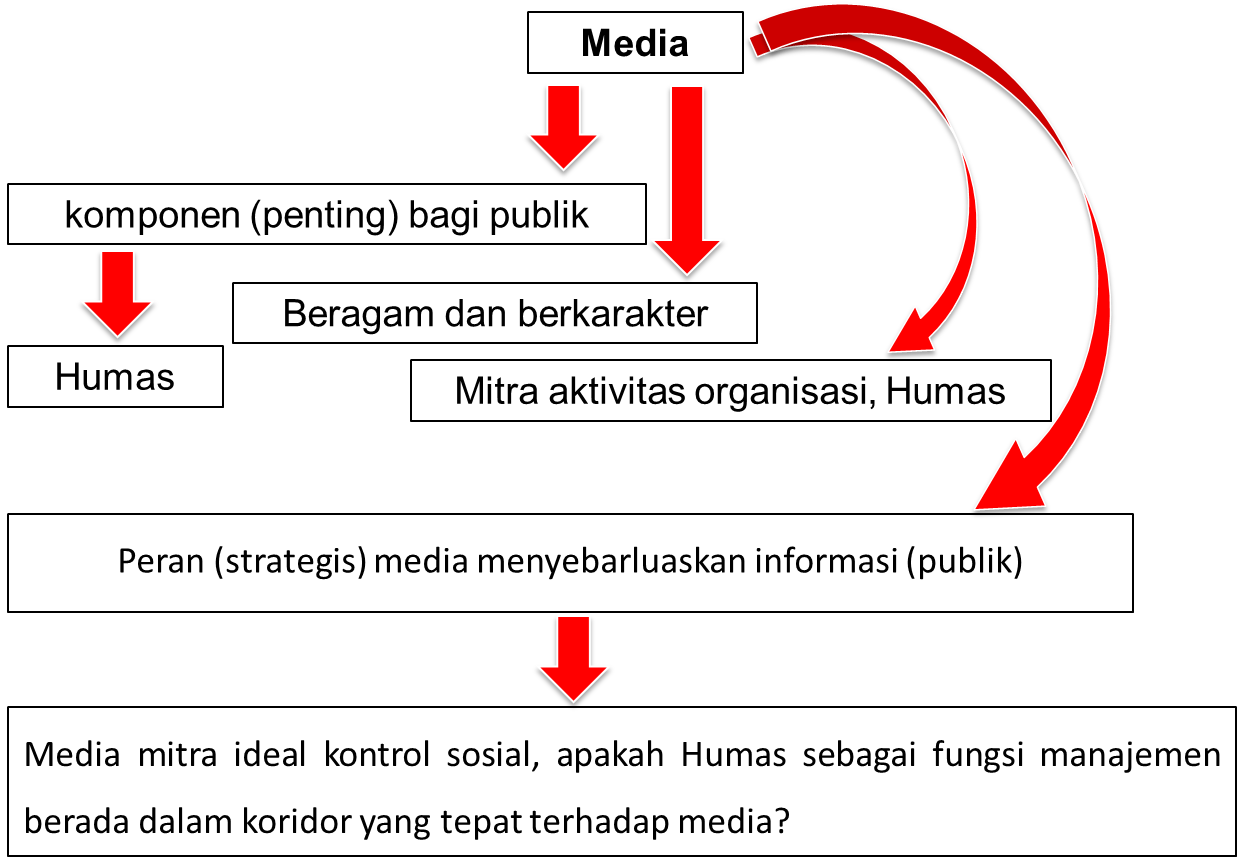 Media
komponen (penting) bagi publik
Beragam dan berkarakter
Humas
Mitra aktivitas organisasi, Humas
Peran (strategis) media menyebarluaskan informasi (publik)
Media mitra ideal kontrol sosial, apakah Humas sebagai fungsi manajemen
berada dalam koridor yang tepat terhadap media?